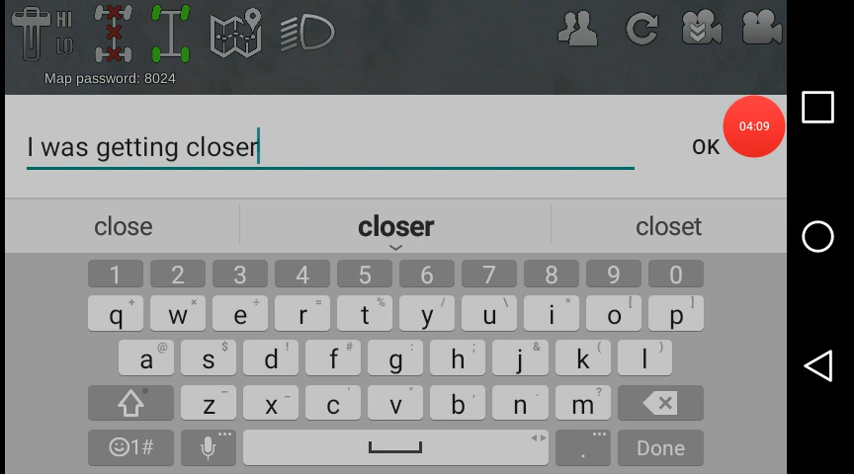 HI
LO
Map password: 8024
I was getting closer
OK
04:09
close closer closet
1 2 3 4 5 6 7 8 9 0
q + w × e ÷ r = t % y / u \ i * o [ p ]
a @ s $ d ! f # g : h ; j & k ( l )
z _ x - c ' v " b , n . m ?
☺1# . Done